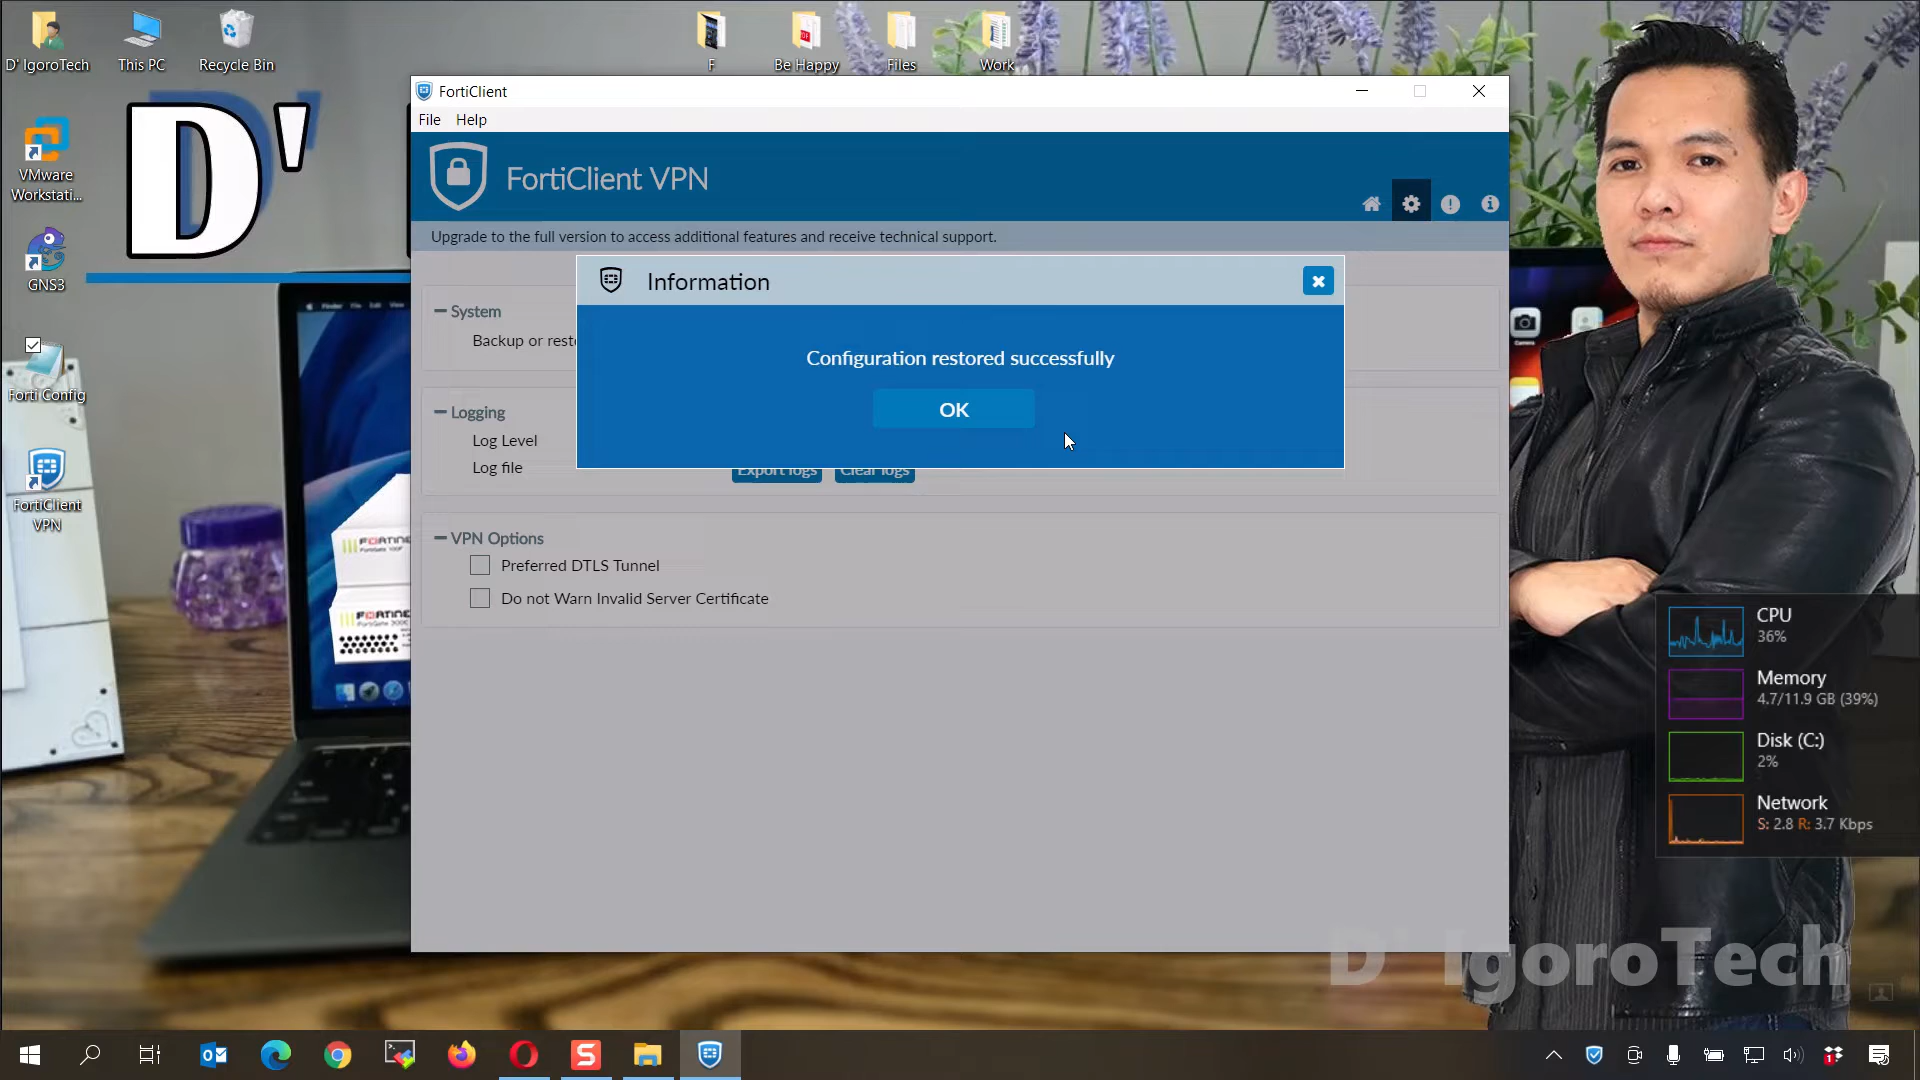 D' IgoroTech
This PC
Recycle Bin
F
Be Happy
Files
Work
D'
VMware
Workstati...
GNS3
Forti Config
FortiClient
VPN
FortiClient
File Help
FortiClient VPN
Upgrade to the full version to access additional features and receive technical support.
Information
Configuration restored successfully
OK
System
Backup or resto
Logging
Log Level
Log file
Export logs Clear logs
VPN Options
Preferred DTLS Tunnel
Do not Warn Invalid Server Certificate
CPU
36%
Memory
4.7/11.9 GB (39%)
Disk (C:)
2%
Network
S: 2.8 R: 3.7 Kbps
D' IgoroTech